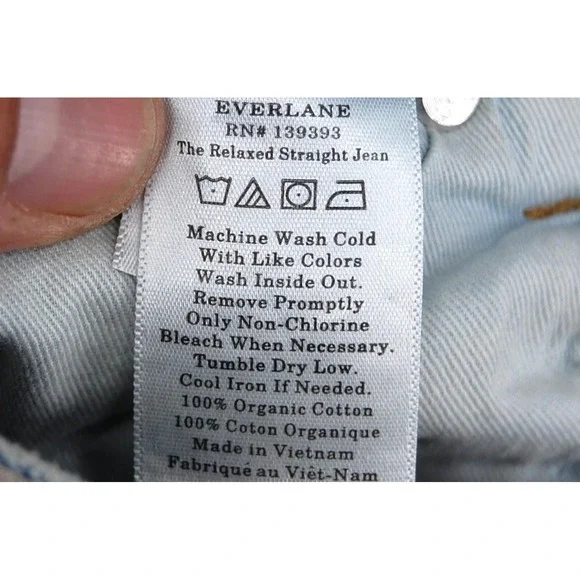 EVERLANE
RN# 139393
The Relaxed Straight Jean
Machine Wash Cold
With Like Colors
Wash Inside Out.
Remove Promptly
Only Non-Chlorine
Bleach When Necessary.
Tumble Dry Low.
Cool Iron If Needed.
100% Organic Cotton
100% Coton Organique
Made in Vietnam
Fabriqué au Việt-Nam